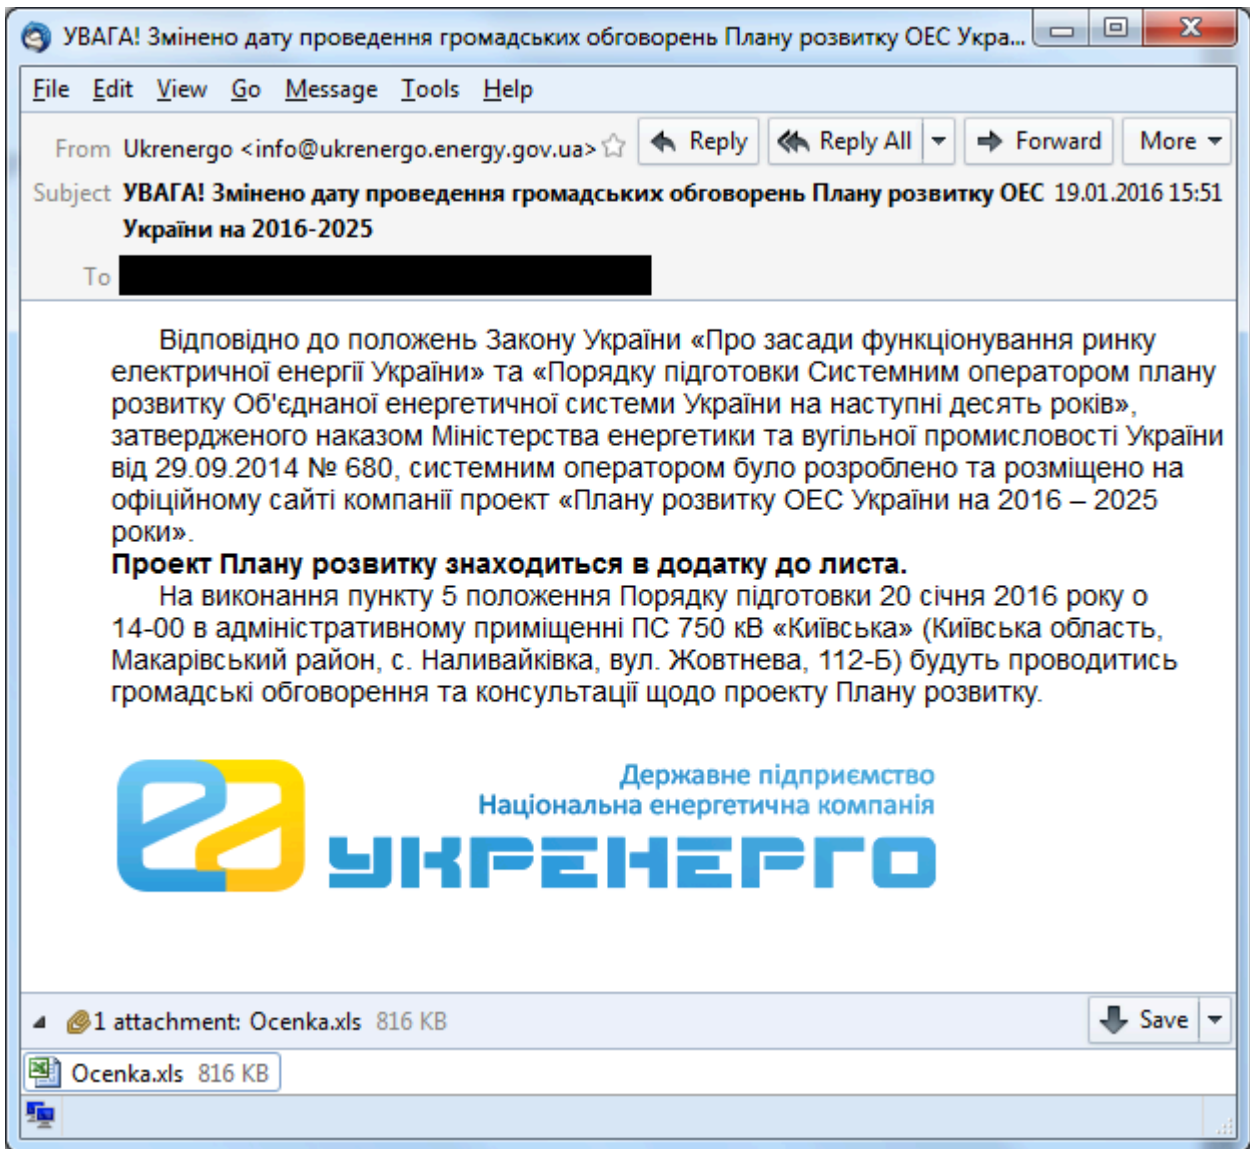 УВАГА! Змінено дату проведення громадських обговорень Плану розвитку ОЕС Укра...
File Edit View Go Message Tools Help
From Ukrenergo <info@ukrenergo.energy.gov.ua> Reply Reply All Forward More
Subject УВАГА! Змінено дату проведення громадських обговорень Плану розвитку ОЕС 19.01.2016 15:51
України на 2016-2025
To
Відповідно до положень Закону України «Про засади функціонування ринку
електричної енергії України» та «Порядку підготовки Системним оператором плану
розвитку Об'єднаної енергетичної системи України на наступні десять років»,
затвердженого наказом Міністерства енергетики та вугільної промисловості України
від 29.09.2014 № 680, системним оператором було розроблено та розміщено на
офіційному сайті компанії проект «Плану розвитку ОЕС України на 2016 – 2025
роки».
Проект Плану розвитку знаходиться в додатку до листа.
На виконання пункту 5 положення Порядку підготовки 20 січня 2016 року о
14-00 в адміністративному приміщенні ПС 750 кВ «Київська» (Київська область,
Макарівський район, с. Наливайківка, вул. Жовтнева, 112-Б) будуть проводитись
громадські обговорення та консультації щодо проекту Плану розвитку.
Державне підприємство
Національна енергетична компанія
УКРЕНЕРГО
1 attachment: Ocenka.xls 816 KB Save
Ocenka.xls 816 KB